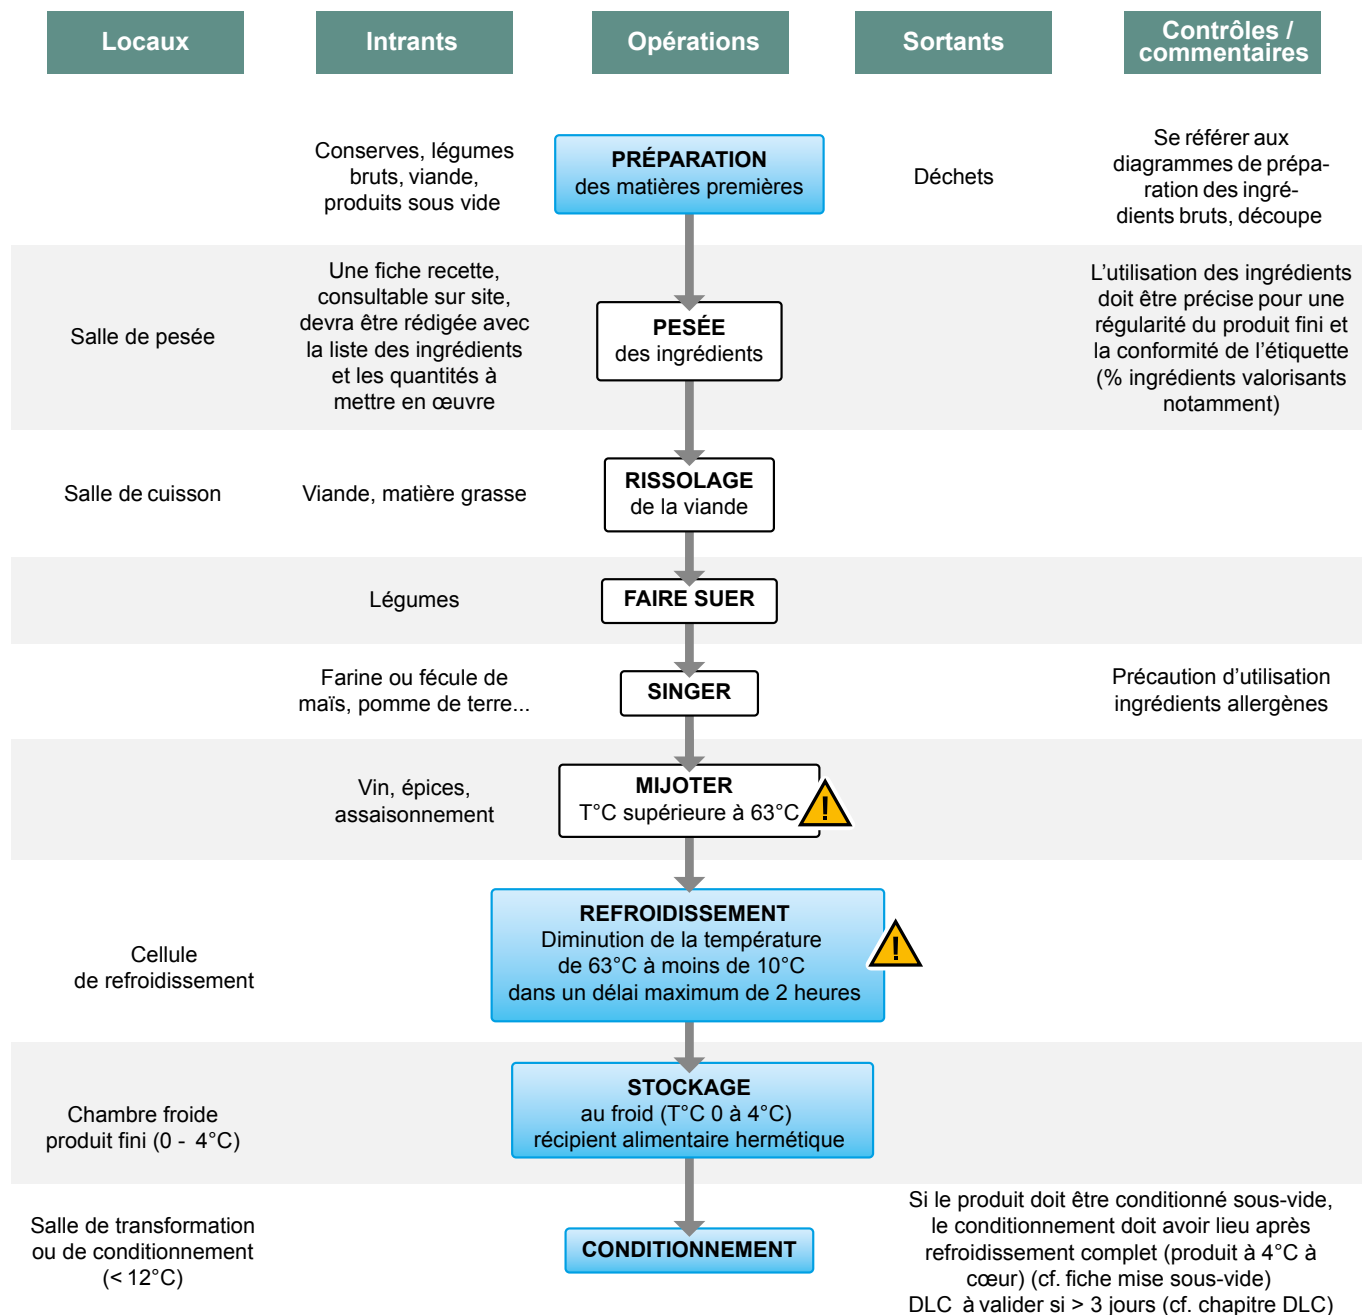 Locaux
Intrants
Opérations
Sortants
Contrôles /
commentaires
Conserves, légumes
bruts, viande,
produits sous vide
PRÉPARATION
des matières premières
Déchets
Se référer aux
diagrammes de prépa-
ration des ingré-
dients bruts, découpe
Salle de pesée
Une fiche recette,
consultable sur site,
devra être rédigée avec
la liste des ingrédients
et les quantités à
mettre en œuvre
PESÉE
des ingrédients
L'utilisation des ingrédients
doit être précise pour une
régularité du produit fini et
la conformité de l'étiquette
(% ingrédients valorisants
notamment)
Salle de cuisson
Viande, matière grasse
RISSOLAGE
de la viande
Légumes
FAIRE SUER
Farine ou fécule de
maïs, pomme de terre...
SINGER
Précaution d'utilisation
ingrédients allergènes
Vin, épices,
assaisonnement
MIJOTER
T°C supérieure à 63°C
!
Cellule
de refroidissement
REFROIDISSEMENT
Diminution de la température
de 63°C à moins de 10°C
dans un délai maximum de 2 heures
!
Chambre froide
produit fini (0 - 4°C)
STOCKAGE
au froid (T°C 0 à 4°C)
récipient alimentaire hermétique
Salle de transformation
ou de conditionnement
(< 12°C)
CONDITIONNEMENT
Si le produit doit être conditionné sous-vide,
le conditionnement doit avoir lieu après
refroidissement complet (produit à 4°C à
cœur) (cf. fiche mise sous-vide)
DLC à valider si > 3 jours (cf. chapitre DLC)